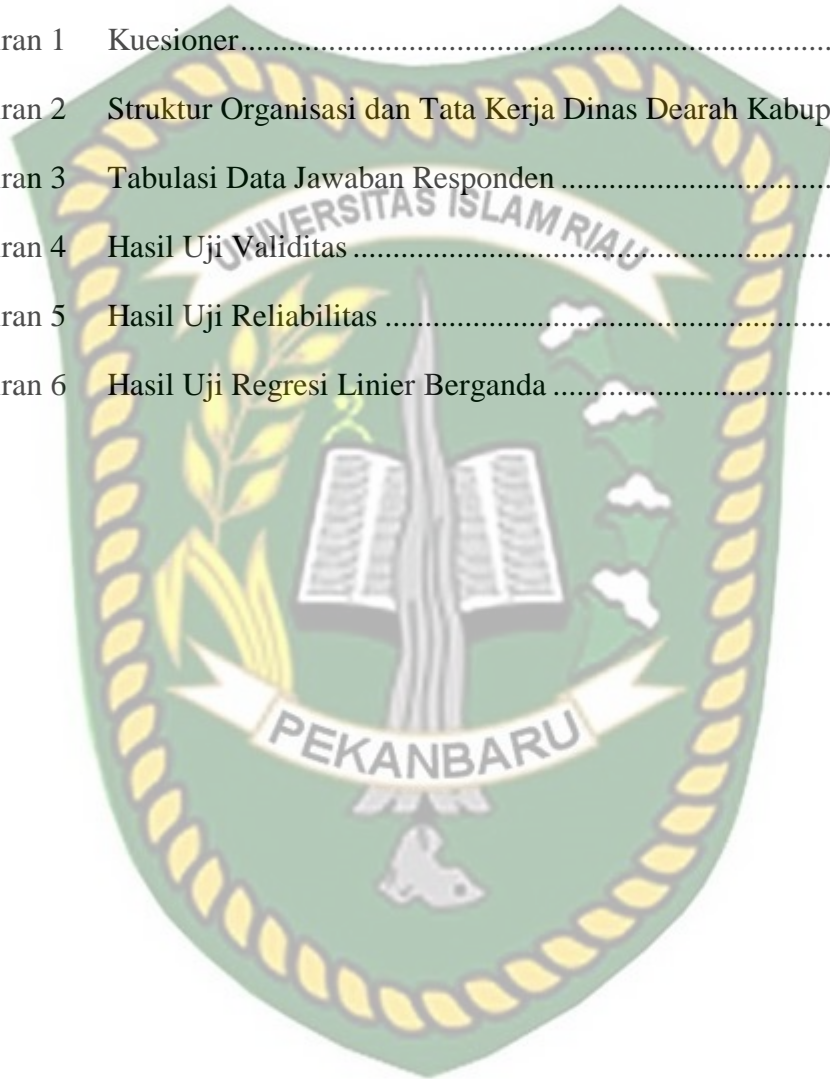 ran 1 Kuesioner................................................................................
ran 2 Struktur Organisasi dan Tata Kerja Dinas Dearah Kabup
ran 3 Tabulasi Data Jawaban Responden ..................................
UNIVERSITAS ISLAM RIAU
ran 4 Hasil Uji Validitas ............................................................
ran 5 Hasil Uji Reliabilitas ........................................................
ran 6 Hasil Uji Regresi Linier Berganda ...................................
PEKANBARU